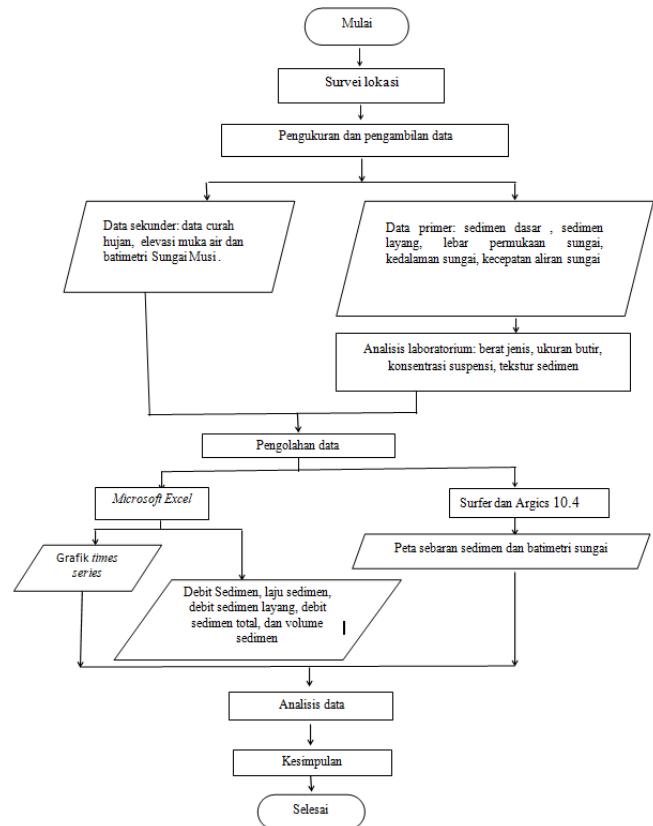 Mulai
Survei lokasi
Pengukuran dan pengambilan data
Data sekunder: data curah
hujan, elevasi muka air dan
batimetri Sungai Musi .
Data primer: sedimen dasar , sedimen
layang, lebar permukaan sungai,
kedalaman sungai, kecepatan aliran sungai
Analisis laboratorium: berat jenis, ukuran butir,
konsentrasi suspensi, tekstur sedimen
Pengolahan data
Microsoft Excel
Surfer dan Argics 10.4
Grafik times
series
Peta sebaran sedimen dan batimetri sungai
Debit Sedimen, laju sedimen,
debit sedimen layang, debit
sedimen total, dan volume
sedimen
Analisis data
Kesimpulan
Selesai